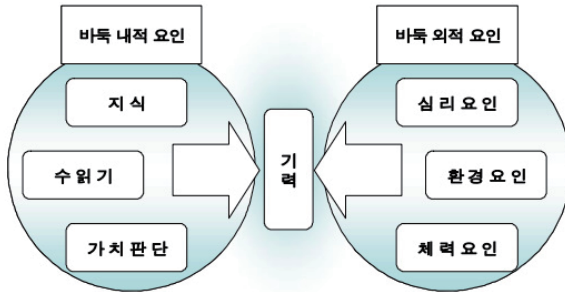 바둑 내적 요인
바둑 외적 요인
지 식
심 리 요 인
수 읽 기
기
력
환 경 요 인
가 치 판 단
체 력 요 인